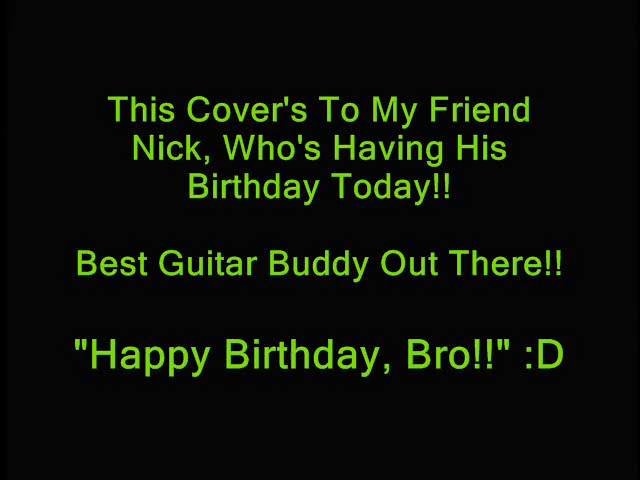 This Cover's To My Friend
Nick, Who's Having His
Birthday Today!!
Best Guitar Buddy Out There!!
"Happy Birthday, Bro!!" :D